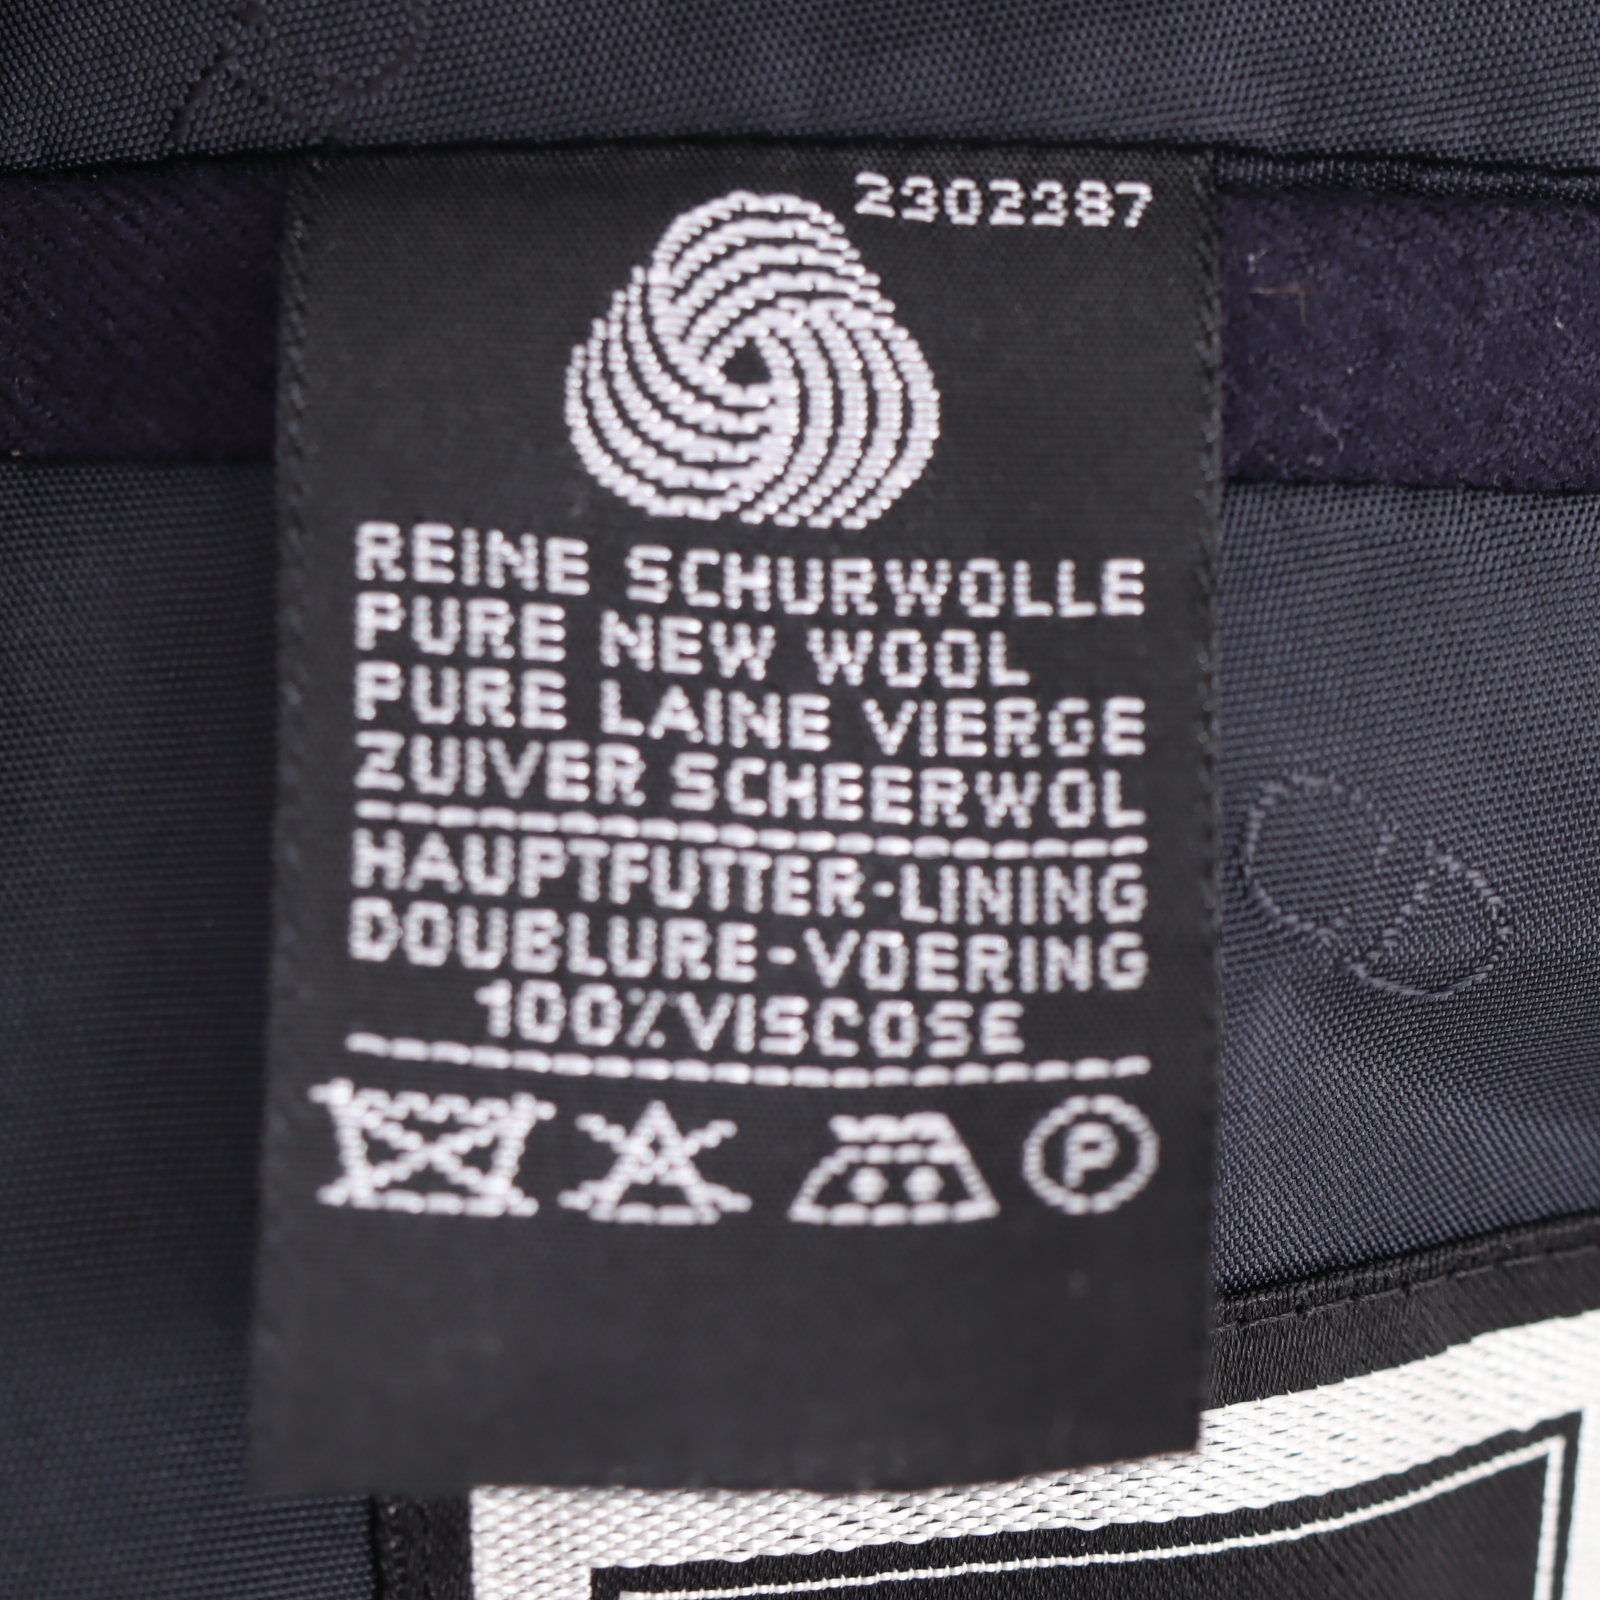 2302387
REINE SCHURWOLLE
PURE NEW WOOL
PURE LAINE VIERGE
ZUIVER SCHEERWOL
HAUPTFUTTER-LINING
DOUBLURE-VOERING
100%VISCOSE
P